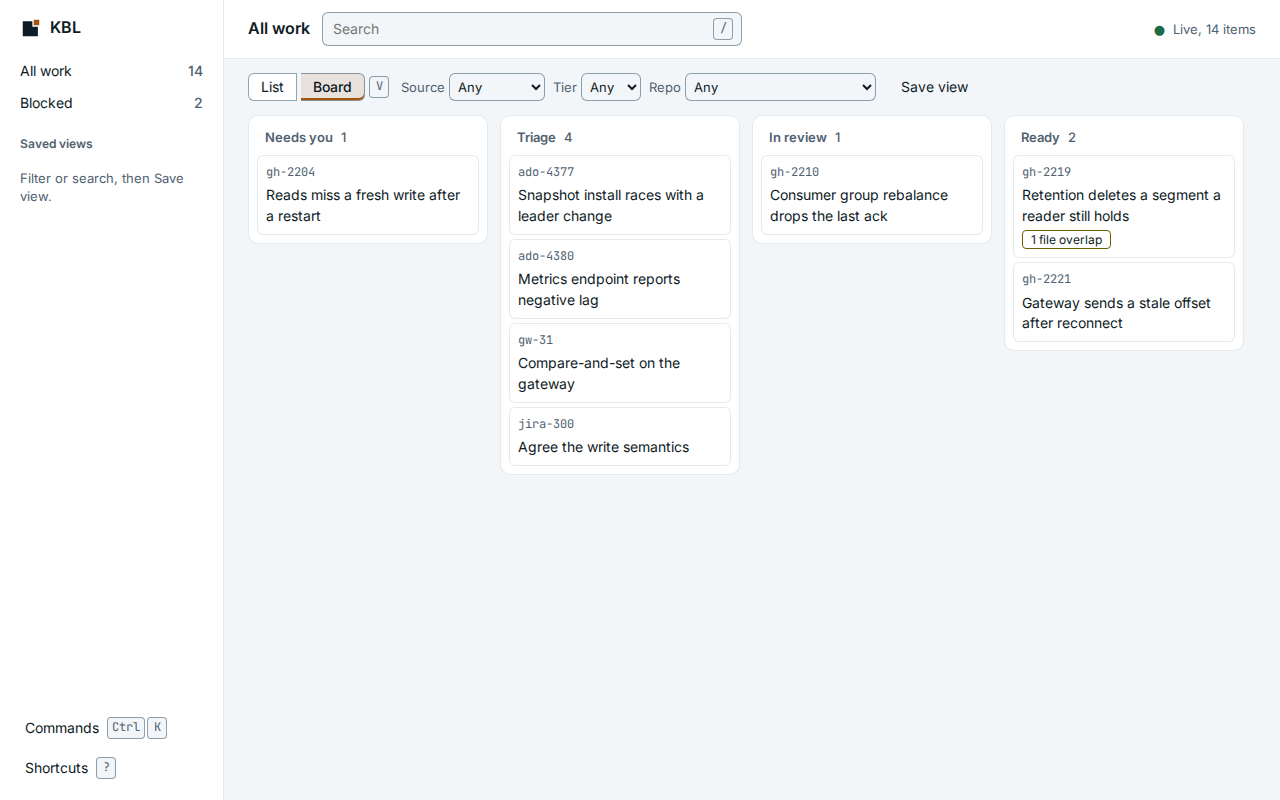 KBL
All work 14
Blocked 2
Saved views
Filter or search, then Save
view.
Commands Ctrl K
Shortcuts ?
All work Search / Live, 14 items
List Board V Source Any Tier Any Repo Any Save view
Needs you 1
gh-2204
Reads miss a fresh write after
a restart
Triage 4
ado-4377
Snapshot install races with a
leader change
ado-4380
Metrics endpoint reports
negative lag
gw-31
Compare-and-set on the
gateway
jira-300
Agree the write semantics
In review 1
gh-2210
Consumer group rebalance
drops the last ack
Ready 2
gh-2219
Retention deletes a segment a
reader still holds
1 file overlap
gh-2221
Gateway sends a stale offset
after reconnect